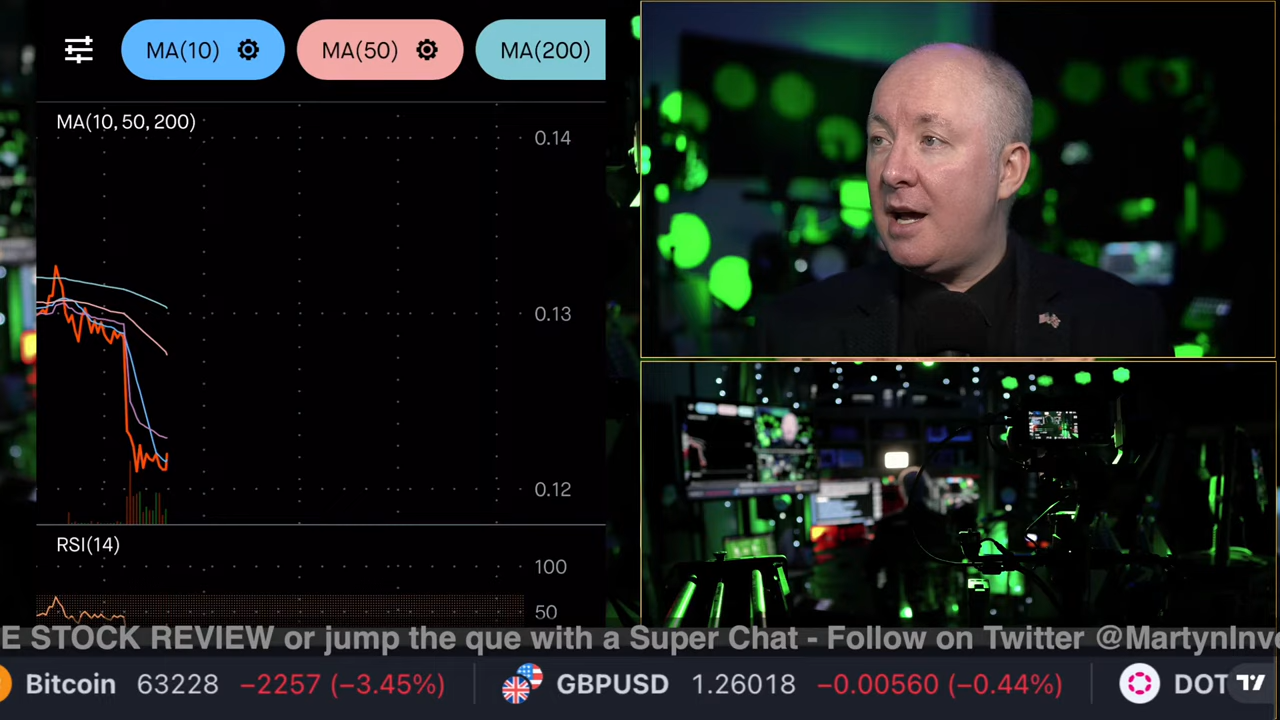 MA(10)
MA(50)
MA(200)
MA(10, 50, 200)
0.14
0.13
0.12
RSI(14)
100
50
E STOCK REVIEW or jump the que with a Super Chat - Follow on Twitter @MartynInve
Bitcoin 63228 −2257 (−3.45%)
GBPUSD 1.26018 −0.00560 (−0.44%)
DOT